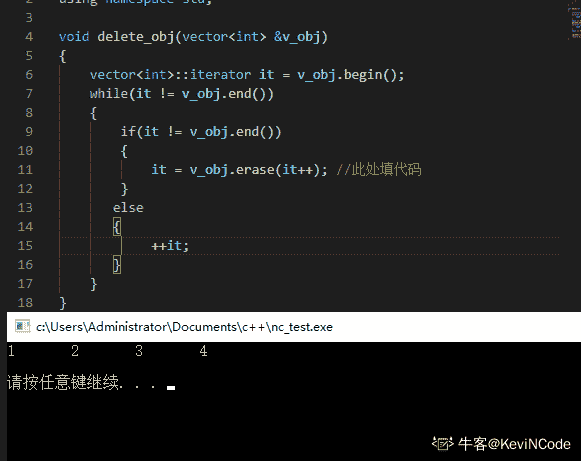 2 using namespace std;
3
4 void delete_obj(vector<int> &v_obj)
5 {
6 vector<int>::iterator it = v_obj.begin();
7 while(it != v_obj.end())
8 {
9 if(it != v_obj.end())
10 {
11 it = v_obj.erase(it++); //此处填代码
12 }
13 else
14 {
15 ++it;
16 }
17 }
18 }
c:\Users\Administrator\Documents\c++\nc_test.exe
1 2 3 4
请按任意键继续. . .
牛客@KeviNCode